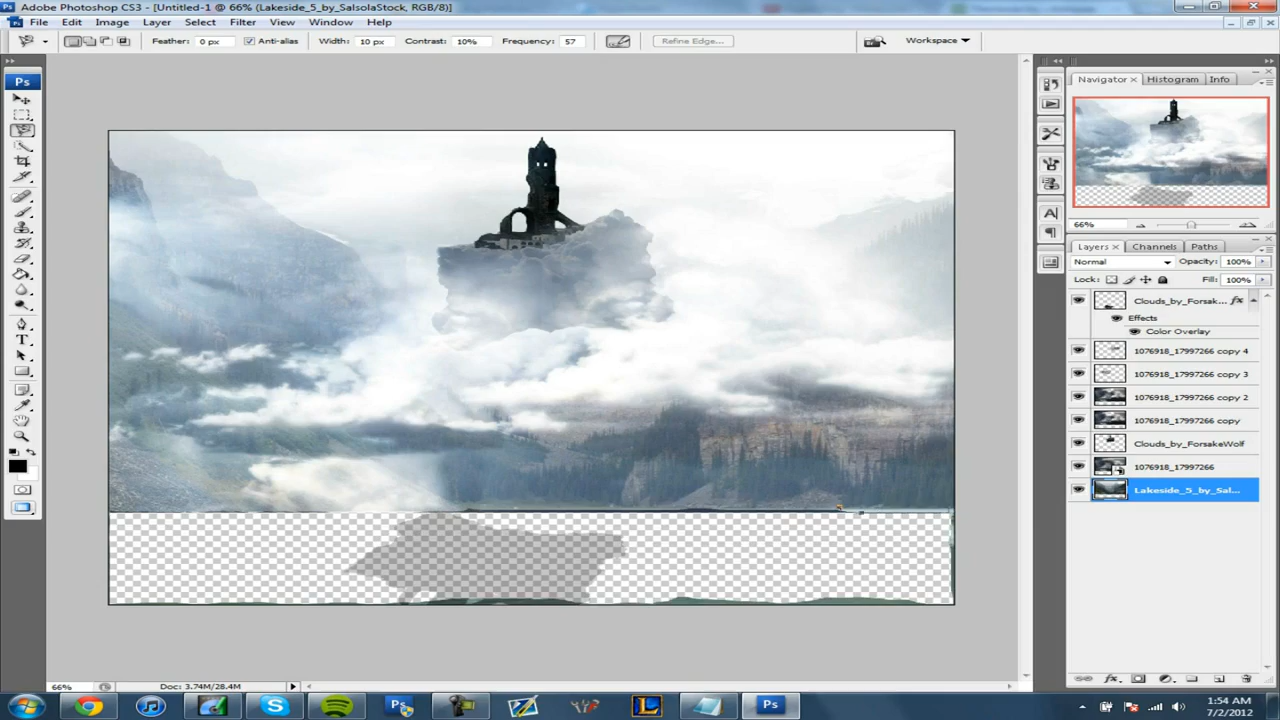 Adobe Photoshop CS3 - [Untitled-1 @ 66% (Lakeside_5_by_SalsolaStock, RGB/8)]
File Edit Image Layer Select Filter View Window Help
Feather: 0 px Anti-alias Width: 10 px Contrast: 10% Frequency: 57 Refine Edge... Workspace
Ps
Navigator × Histogram Info
66%
Layers × Channels Paths
Normal Opacity: 100%
Lock: Fill: 100%
Clouds_by_Forsak... fx
Effects
Color Overlay
1076918_17997266 copy 4
1076918_17997266 copy 3
1076918_17997266 copy 2
1076918_17997266 copy
Clouds_by_ForsakeWolf
1076918_17997266
Lakeside_5_by_Sal...
66% Doc: 3.74M/28.4M
1:54 AM
7/2/2012